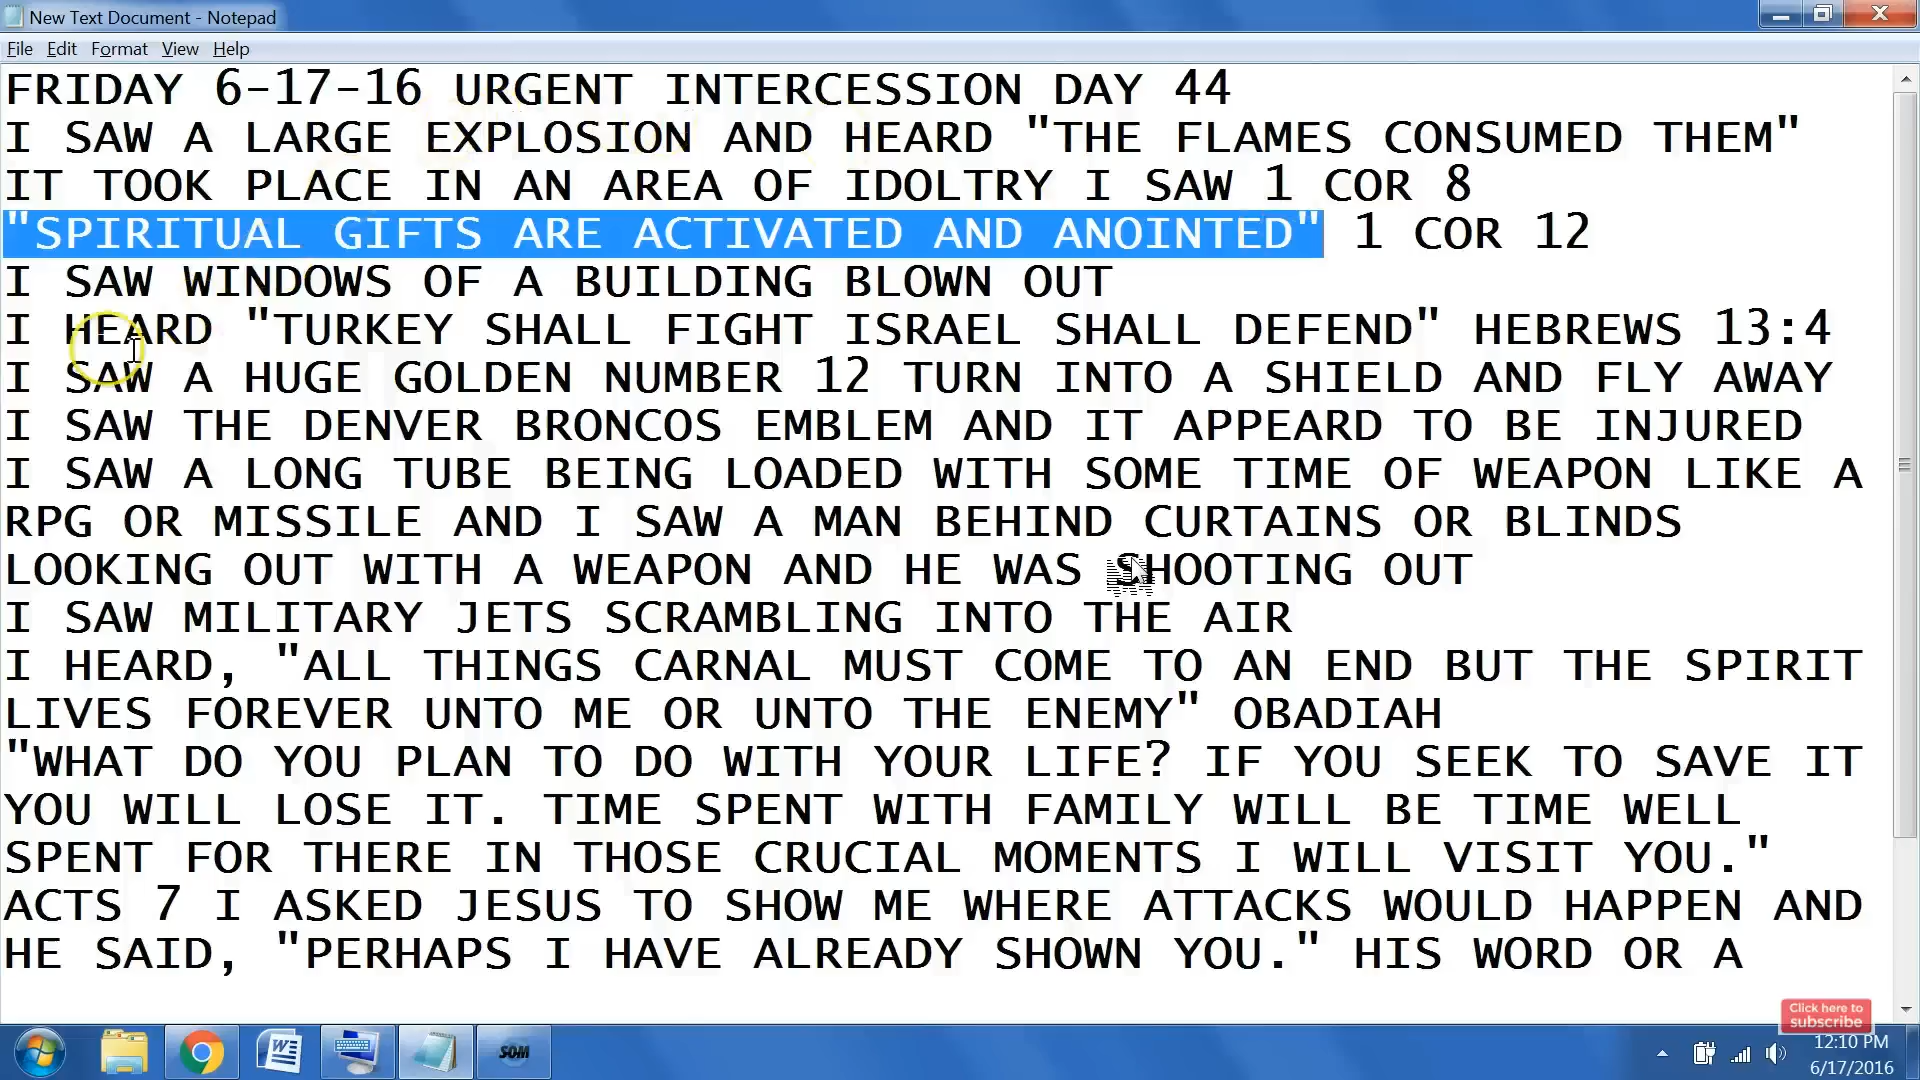 New Text Document - Notepad
File Edit Format View Help
FRIDAY 6-17-16 URGENT INTERCESSION DAY 44
I SAW A LARGE EXPLOSION AND HEARD "THE FLAMES CONSUMED THEM"
IT TOOK PLACE IN AN AREA OF IDOLTRY I SAW 1 COR 8
"SPIRITUAL GIFTS ARE ACTIVATED AND ANOINTED" 1 COR 12
I SAW WINDOWS OF A BUILDING BLOWN OUT
I HEARD "TURKEY SHALL FIGHT ISRAEL SHALL DEFEND" HEBREWS 13:4
I SAW A HUGE GOLDEN NUMBER 12 TURN INTO A SHIELD AND FLY AWAY
I SAW THE DENVER BRONCOS EMBLEM AND IT APPEARD TO BE INJURED
I SAW A LONG TUBE BEING LOADED WITH SOME TIME OF WEAPON LIKE A
RPG OR MISSILE AND I SAW A MAN BEHIND CURTAINS OR BLINDS
LOOKING OUT WITH A WEAPON AND HE WAS SHOOTING OUT
I SAW MILITARY JETS SCRAMBLING INTO THE AIR
I HEARD, "ALL THINGS CARNAL MUST COME TO AN END BUT THE SPIRIT
LIVES FOREVER UNTO ME OR UNTO THE ENEMY" OBADIAH
"WHAT DO YOU PLAN TO DO WITH YOUR LIFE? IF YOU SEEK TO SAVE IT
YOU WILL LOSE IT. TIME SPENT WITH FAMILY WILL BE TIME WELL
SPENT FOR THERE IN THOSE CRUCIAL MOMENTS I WILL VISIT YOU."
ACTS 7 I ASKED JESUS TO SHOW ME WHERE ATTACKS WOULD HAPPEN AND
HE SAID, "PERHAPS I HAVE ALREADY SHOWN YOU." HIS WORD OR A
Click here to
subscribe
SOM
12:10 PM
6/17/2016